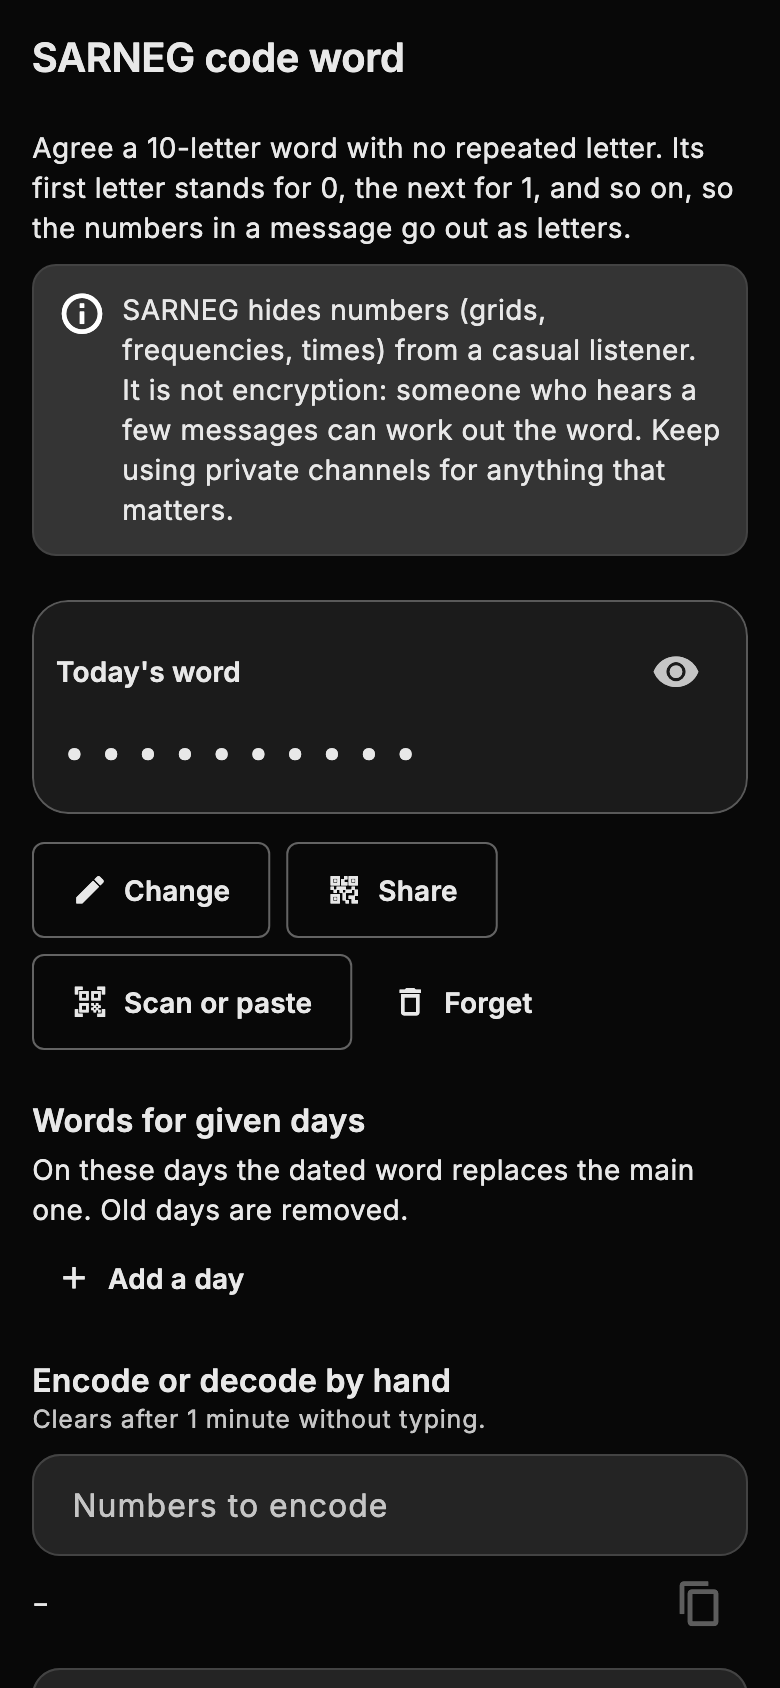 SARNEG code word
Agree a 10-letter word with no repeated letter. Its
first letter stands for 0, the next for 1, and so on, so
the numbers in a message go out as letters.
SARNEG hides numbers (grids,
frequencies, times) from a casual listener.
It is not encryption: someone who hears a
few messages can work out the word. Keep
using private channels for anything that
matters.
Today's word
• • • • • • • • • •
Change
Share
Scan or paste
Forget
Words for given days
On these days the dated word replaces the main
one. Old days are removed.
Add a day
Encode or decode by hand
Clears after 1 minute without typing.
Numbers to encode
–